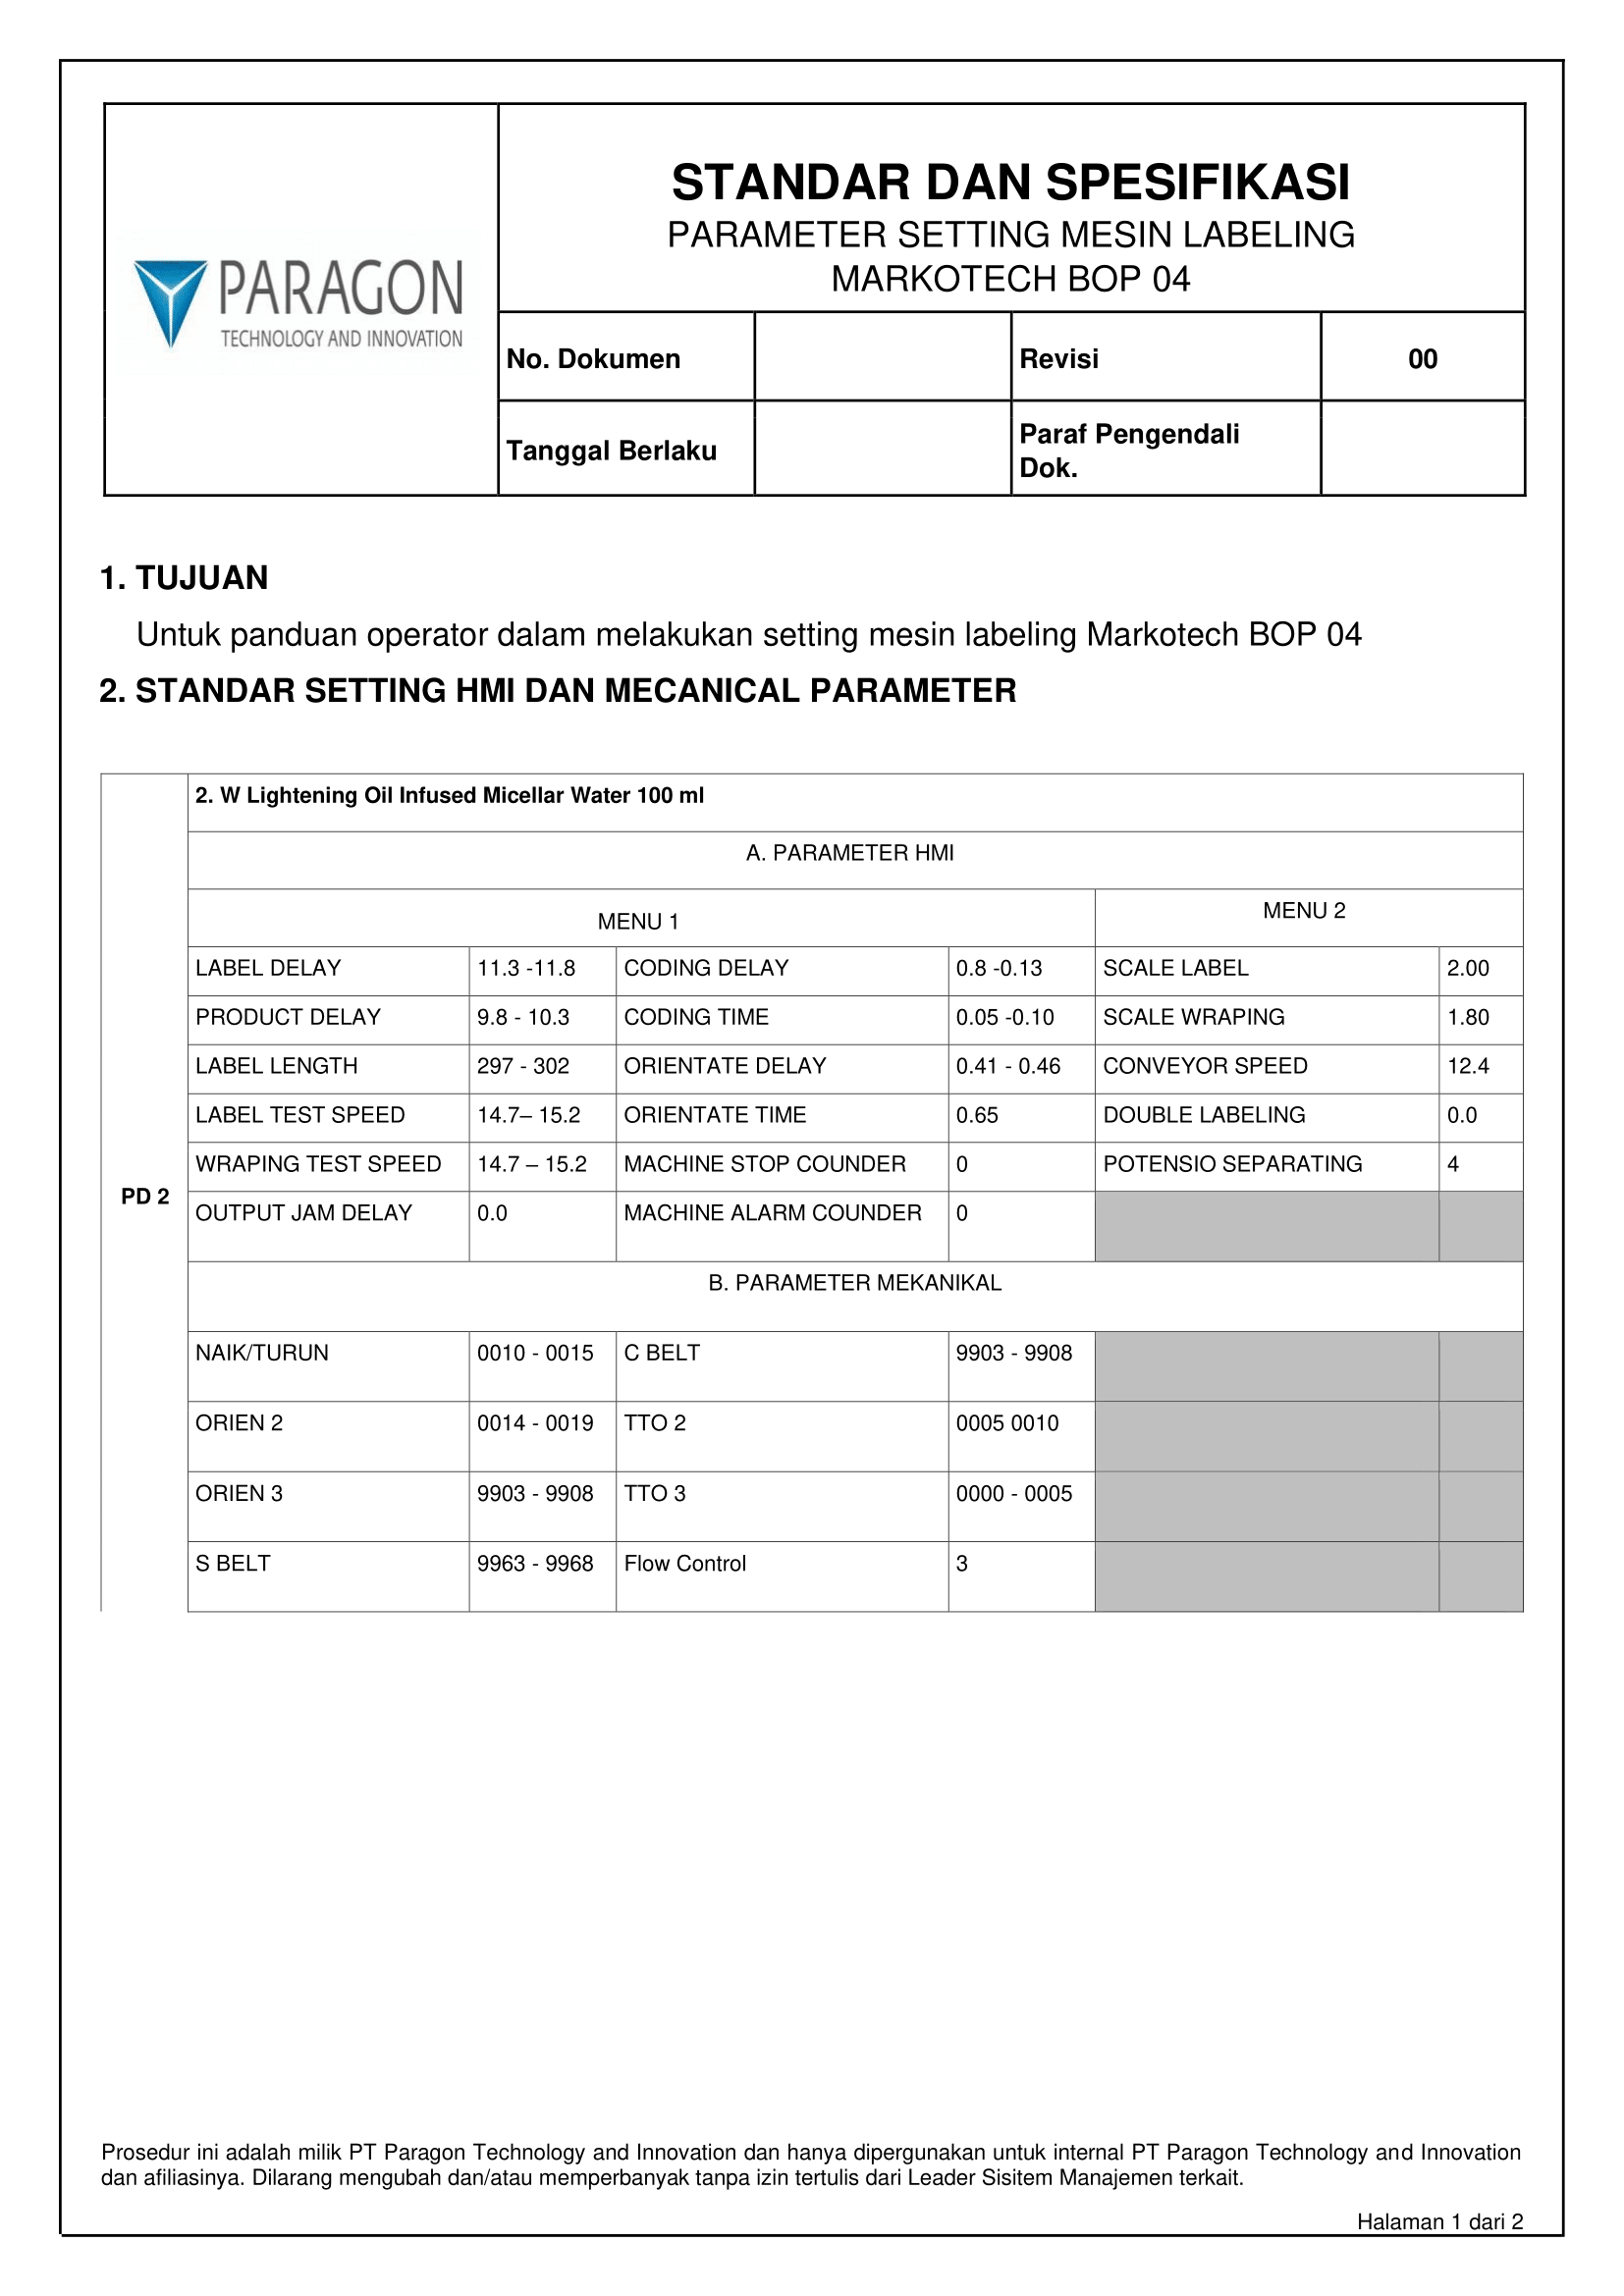 PARAGON
TECHNOLOGY AND INNOVATION
STANDAR DAN SPESIFIKASI
PARAMETER SETTING MESIN LABELING
MARKOTECH BOP 04
No. Dokumen Revisi 00
Tanggal Berlaku Paraf Pengendali
Dok.
1. TUJUAN
Untuk panduan operator dalam melakukan setting mesin labeling Markotech BOP 04
2. STANDAR SETTING HMI DAN MECANICAL PARAMETER
PD 2
2. W Lightening Oil Infused Micellar Water 100 ml
A. PARAMETER HMI
MENU 1 MENU 2
LABEL DELAY 11.3 -11.8 CODING DELAY 0.8 -0.13 SCALE LABEL 2.00
PRODUCT DELAY 9.8 - 10.3 CODING TIME 0.05 -0.10 SCALE WRAPING 1.80
LABEL LENGTH 297 - 302 ORIENTATE DELAY 0.41 - 0.46 CONVEYOR SPEED 12.4
LABEL TEST SPEED 14.7– 15.2 ORIENTATE TIME 0.65 DOUBLE LABELING 0.0
WRAPING TEST SPEED 14.7 – 15.2 MACHINE STOP COUNDER 0 POTENSIO SEPARATING 4
OUTPUT JAM DELAY 0.0 MACHINE ALARM COUNDER 0
B. PARAMETER MEKANIKAL
NAIK/TURUN 0010 - 0015 C BELT 9903 - 9908
ORIEN 2 0014 - 0019 TTO 2 0005 0010
ORIEN 3 9903 - 9908 TTO 3 0000 - 0005
S BELT 9963 - 9968 Flow Control 3
Prosedur ini adalah milik PT Paragon Technology and Innovation dan hanya dipergunakan untuk internal PT Paragon Technology and Innovation
dan afiliasinya. Dilarang mengubah dan/atau memperbanyak tanpa izin tertulis dari Leader Sisitem Manajemen terkait.
Halaman 1 dari 2